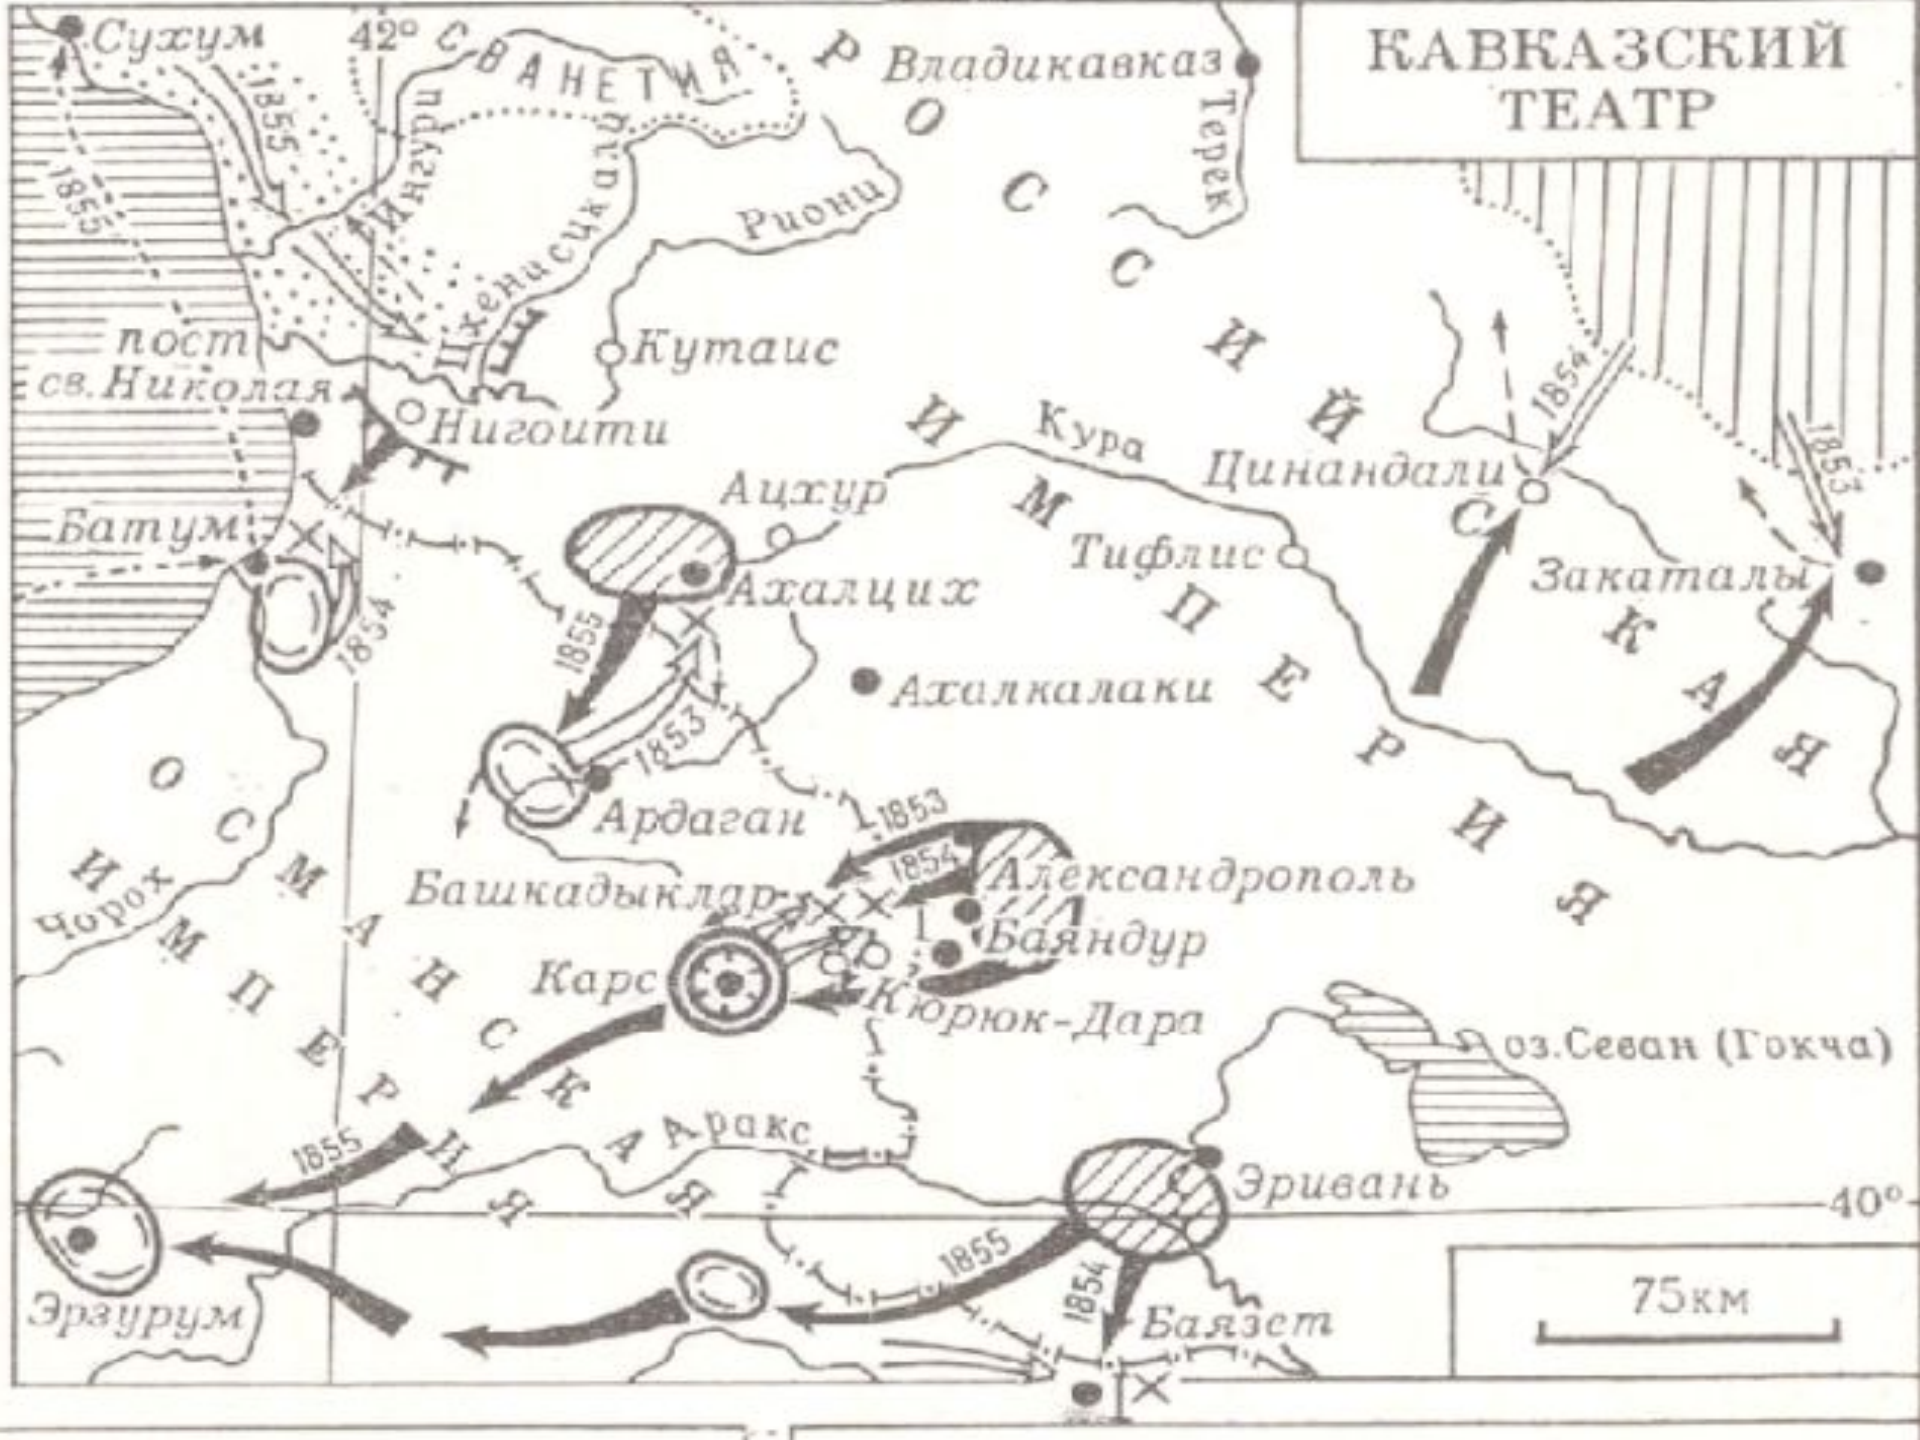 КАВКАЗСКИЙ
ТЕАТР
Сухум
42°
СВАНЕТИЯ
Владикавказ
Терек
1855
1855
Ингури
Цхенисцкали
Риони
РОССИЙСКАЯ
ИМПЕРИЯ
пост
св. Николая
Кутаис
Нигоити
Кура
1854
1853
Цинандали
Ацхур
Батум
Тифлис
Закаталы
Ахалцих
1854
1855
Ахалкалаки
1853
Ардаган
ОСМАНСКАЯ
ИМПЕРИЯ
Чорох
1853
1854
Александрополь
Башкадыклар
Баяндур
Карс
Кюрюк-Дара
оз.Севан (Гокча)
Аракс
1855
Эривань
40°
1855
1854
Эрзурум
Баязет
75км